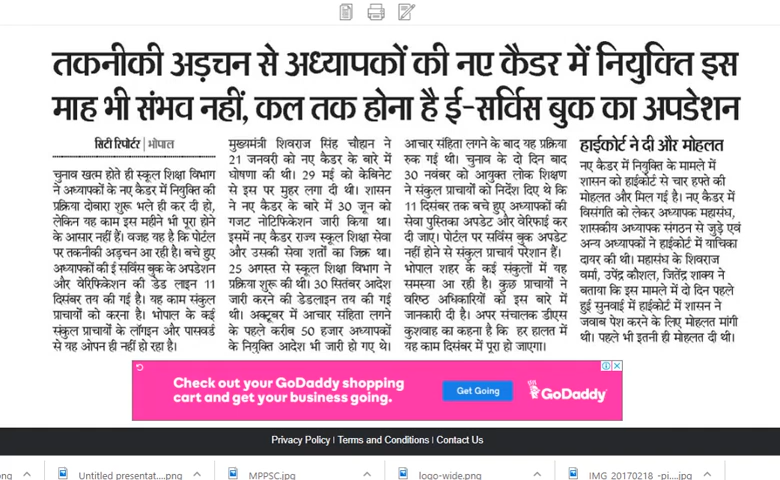 तकनीकी अड़चन से अध्यापकों की नए कैडर में नियुक्ति इस
माह भी संभव नहीं, कल तक होना है ई-सर्विस बुक का अपडेशन
सिटी रिपोर्टर | भोपाल
चुनाव खत्म होते ही स्कूल शिक्षा विभाग
ने अध्यापकों के नए कैडर में नियुक्ति की
प्रक्रिया दोबारा शुरू भले ही कर दी हो,
लेकिन यह काम इस महीने भी पूरा होने
के आसार नहीं हैं। वजह यह है कि पोर्टल
पर तकनीकी अड़चन आ रही है। बचे हुए
अध्यापकों की ई सर्विस बुक के अपडेशन
और वेरिफिकेशन की डेड लाइन 11
दिसंबर तय की गई है। यह काम संकुल
प्राचार्यों को करना है। भोपाल के कई
संकुल प्राचार्यों के लॉगइन और पासवर्ड
से यह ओपन ही नहीं हो रहा है।
मुख्यमंत्री शिवराज सिंह चौहान ने
21 जनवरी को नए कैडर के बारे में
घोषणा की थी। 29 मई को केबिनेट
से इस पर मुहर लगा दी थी। शासन
ने नए कैडर के बारे में 30 जून को
गजट नोटिफिकेशन जारी किया था।
इसमें नए कैडर राज्य स्कूल शिक्षा सेवा
और उसकी सेवा शर्तों का जिक्र था।
25 अगस्त से स्कूल शिक्षा विभाग ने
प्रक्रिया शुरू की थी। 30 सितंबर आदेश
जारी करने की डेडलाइन तय की गई
थी। अक्टूबर में आचार संहिता लगने
के पहले करीब 50 हजार अध्यापकों
के नियुक्ति आदेश भी जारी हो गए थे।
आचार संहिता लगने के बाद यह प्रक्रिया
रुक गई थी। चुनाव के दो दिन बाद
30 नवंबर को आयुक्त लोक शिक्षण
ने संकुल प्राचार्यों को निर्देश दिए थे कि
11 दिसंबर तक बचे हुए अध्यापकों की
सेवा पुस्तिका अपडेट और वेरिफाई कर
दी जाए। पोर्टल पर सर्विस बुक अपडेट
नहीं होने से संकुल प्राचार्य परेशान हैं।
भोपाल शहर के कई संकुलों में यह
समस्या आ रही है। कुछ प्राचार्यों ने
वरिष्ठ अधिकारियों को इस बारे में
जानकारी दी है। अपर संचालक डीएस
कुशवाह का कहना है कि हर हालत में
यह काम दिसंबर में पूरा हो जाएगा।
हाईकोर्ट ने दी और मोहलत
नए कैडर में नियुक्ति के मामले में
शासन को हाईकोर्ट से चार हफ्ते की
मोहलत और मिल गई है। नए कैडर में
विसंगति को लेकर अध्यापक महासंघ,
शासकीय अध्यापक संगठन से जुड़े एवं
अन्य अध्यापकों ने हाईकोर्ट में याचिका
दायर की थी। महासंघ के शिवराज
वर्मा, उपेंद्र कौशल, जितेंद्र शाक्य ने
बताया कि इस मामले में दो दिन पहले
हुई सुनवाई में हाईकोर्ट में शासन ने
जवाब पेश करने के लिए मोहलत मांगी
थी। पहले भी इतनी ही मोहलत दी थी।
Check out your GoDaddy shopping
cart and get your business going.
Get Going
GoDaddy
Privacy Policy | Terms and Conditions | Contact Us
ng
Untitled presentat....png
MPPSC.jpg
logo-wide.png
IMG_20170218 -pi....jpg